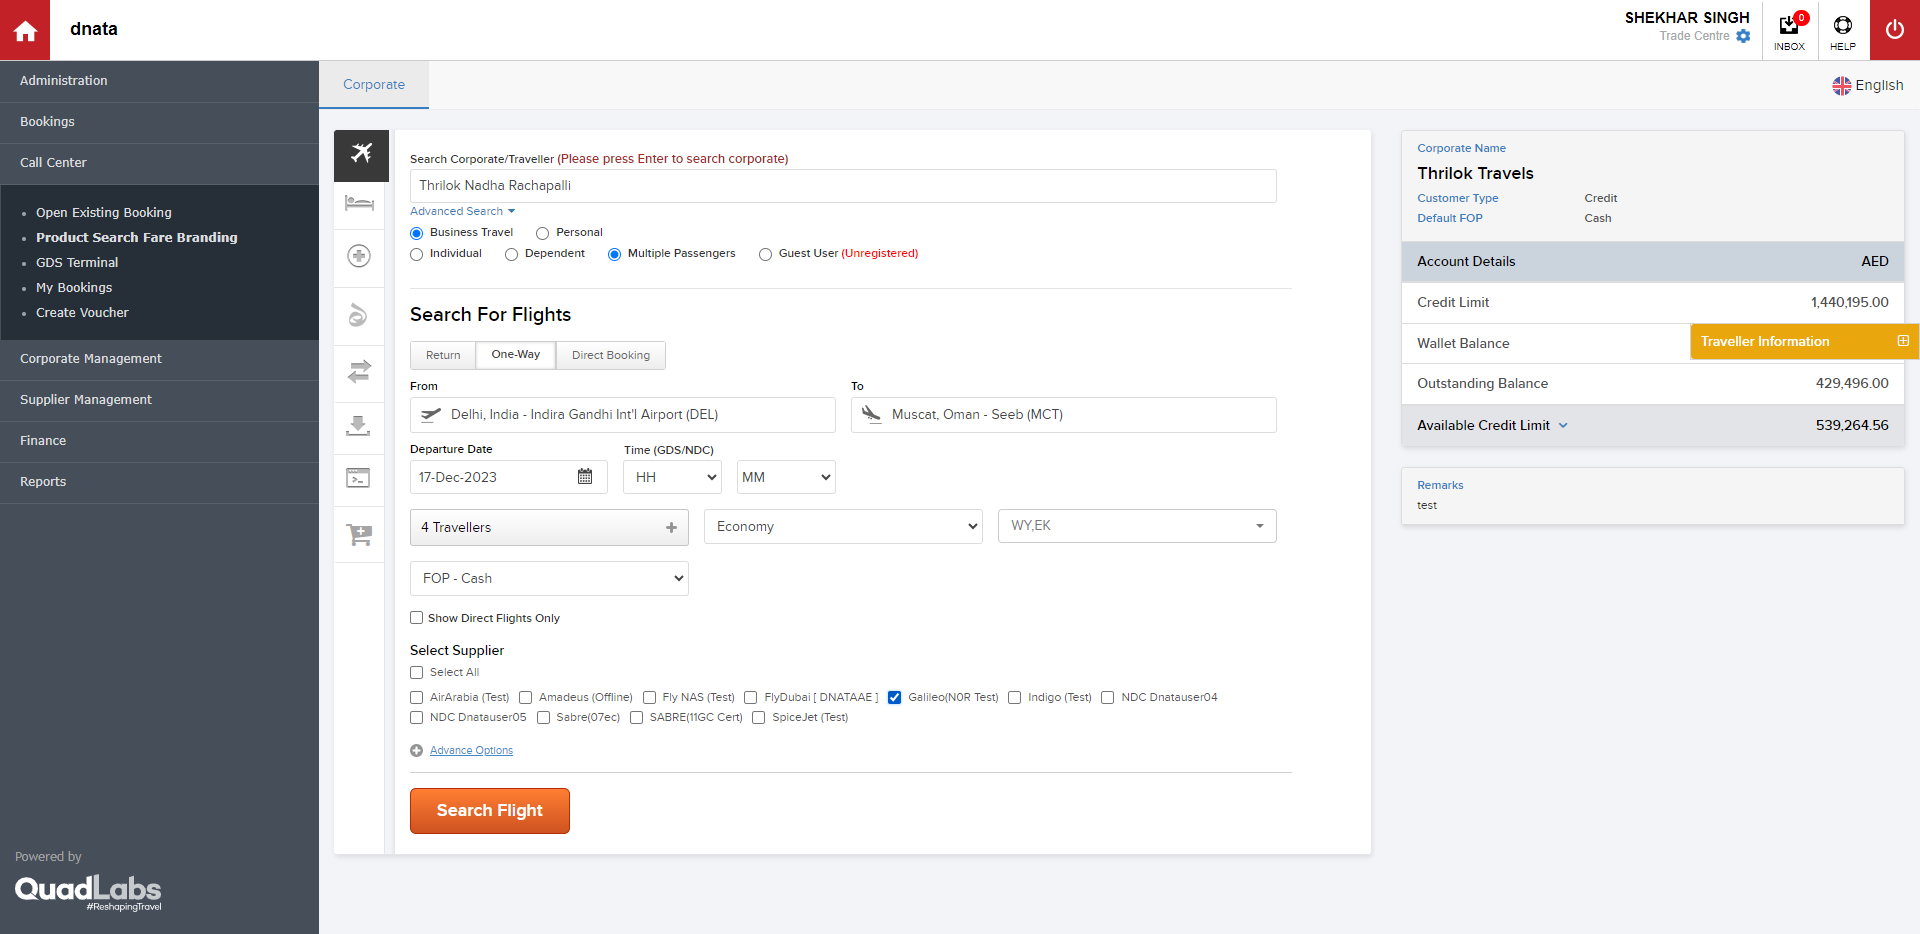 dnata
SHEKHAR SINGH
Trade Centre
0
INBOX
HELP
Administration
Bookings
Call Center
Open Existing Booking
Product Search Fare Branding
GDS Terminal
My Bookings
Create Voucher
Corporate Management
Supplier Management
Finance
Reports
Powered by
QuadLabs
#ReshapingTravel
Corporate
English
Search Corporate/Traveller (Please press Enter to search corporate)
Thrilok Nadha Rachapalli
Advanced Search
Business Travel Personal
Individual Dependent Multiple Passengers Guest User (Unregistered)
Search For Flights
Return One-Way Direct Booking
From To
Delhi, India - Indira Gandhi Int'l Airport (DEL) Muscat, Oman - Seeb (MCT)
Departure Date Time (GDS/NDC)
17-Dec-2023 HH MM
4 Travellers Economy WY,EK
FOP - Cash
Show Direct Flights Only
Select Supplier
Select All
AirArabia (Test) Amadeus (Offline) Fly NAS (Test) FlyDubai [ DNATAAE ] Galileo(N0R Test) Indigo (Test) NDC Dnatauser04
NDC Dnatauser05 Sabre(07ec) SABRE(11GC Cert) SpiceJet (Test)
Advance Options
Search Flight
Corporate Name
Thrilok Travels
Customer Type Credit
Default FOP Cash
Account Details AED
Credit Limit 1,440,195.00
Wallet Balance
Traveller Information
Outstanding Balance 429,496.00
Available Credit Limit 539,264.56
Remarks
test